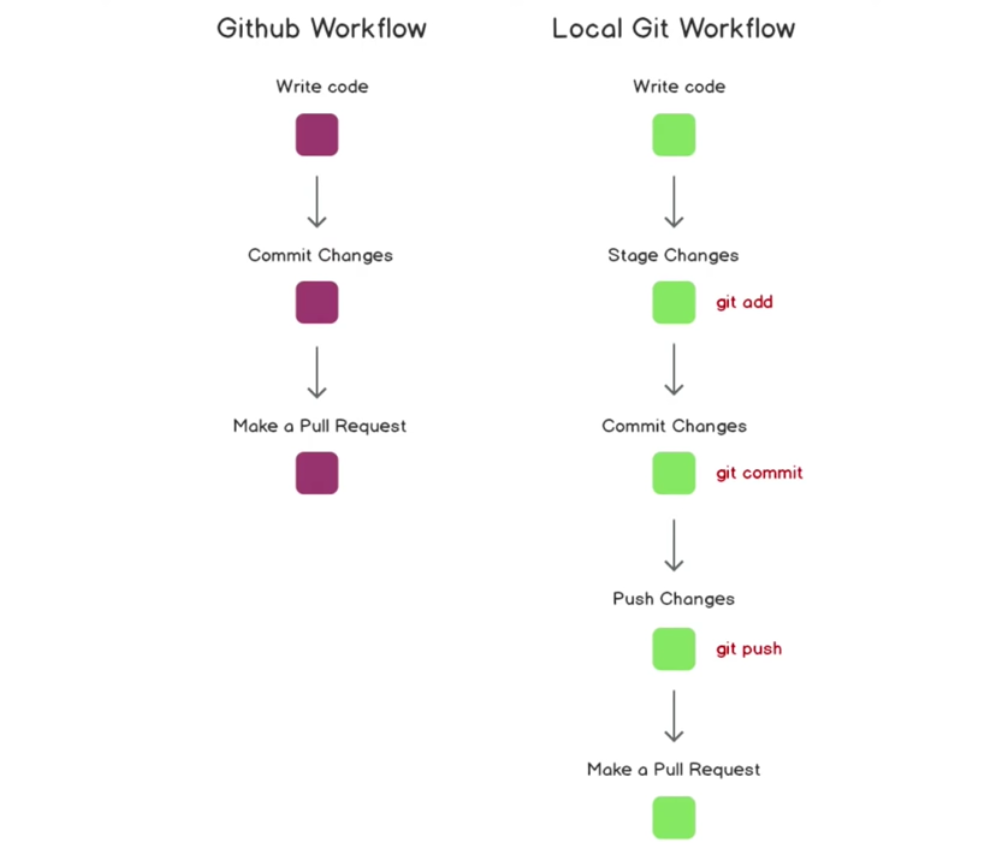 Github Workflow
Write code
Commit Changes
Make a Pull Request
Local Git Workflow
Write code
Stage Changes
git add
Commit Changes
git commit
Push Changes
git push
Make a Pull Request